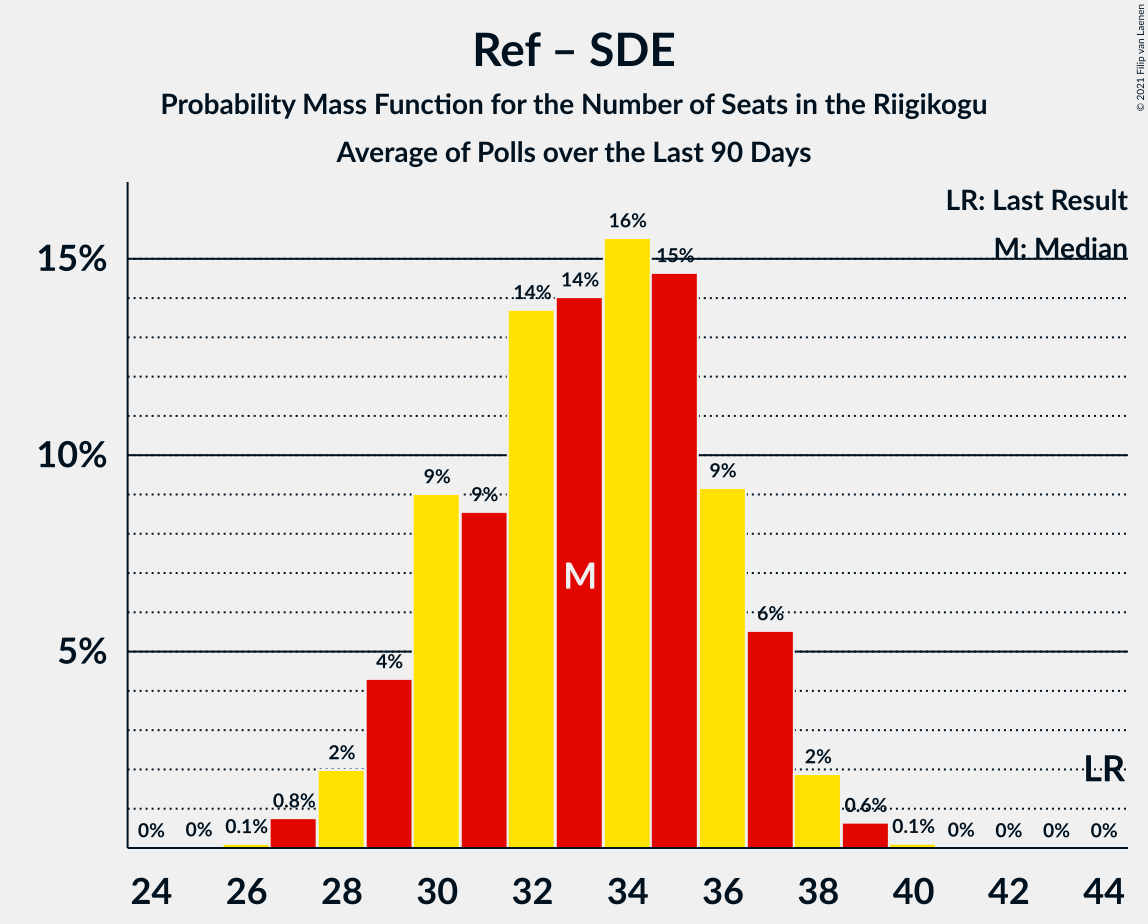 Ref – SDE
Probability Mass Function for the Number of Seats in the Riigikogu
Average of Polls over the Last 90 Days
© 2021 Filip van Laenen
LR: Last Result
M: Median
15%
10%
5%
0% 0% 0.1% 0.8% 2% 4% 9% 9% 14% 14% 16% 15% 9% 6% 2% 0.6% 0.1% 0% 0% 0% 0%
M
LR
24 26 28 30 32 34 36 38 40 42 44